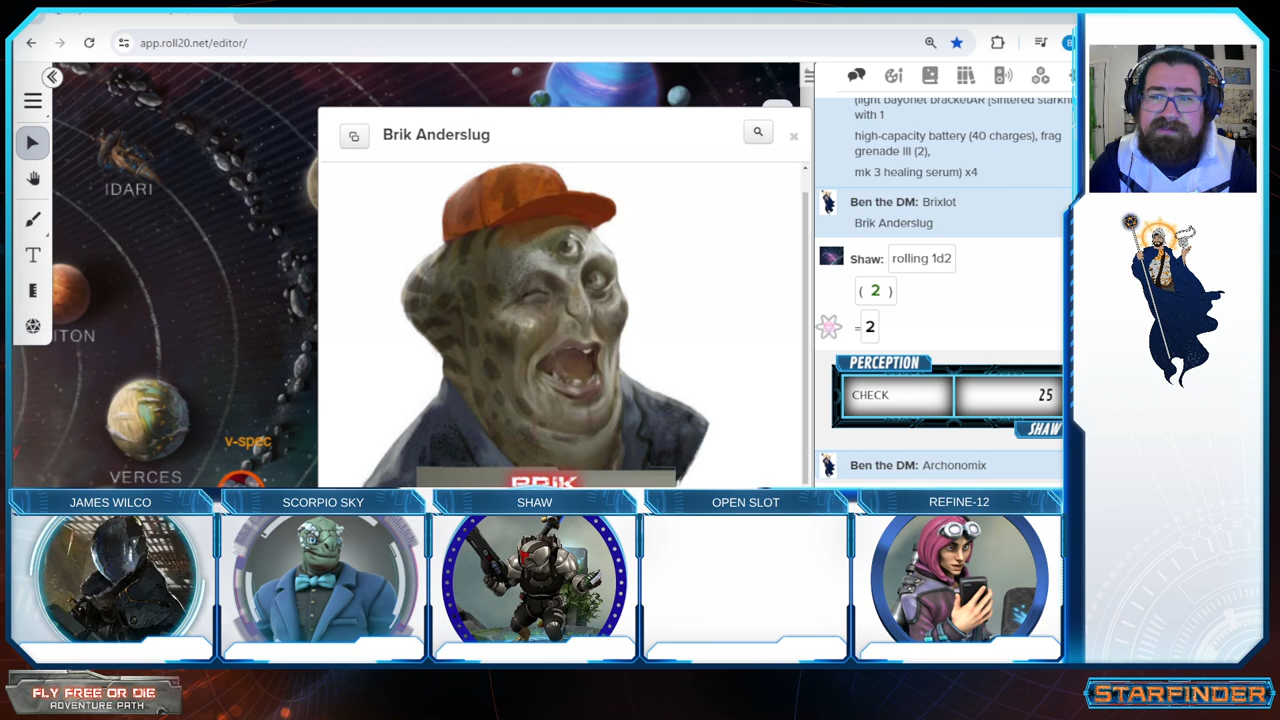 app.roll20.net/editor/
IDARI
ITON
VERCES
v-spec
y
Brik Anderslug
BRIK
(light bayonet bracketAR [sintered starkn
with 1
high-capacity battery (40 charges), frag
grenade III (2),
mk 3 healing serum) x4
Ben the DM: Brixlot
Brik Anderslug
Shaw: rolling 1d2
( 2 )
= 2
PERCEPTION
CHECK 25
SHAW
Ben the DM: Archonomix
JAMES WILCO
SCORPIO SKY
SHAW
OPEN SLOT
REFINE-12
FLY FREE OR DIE
ADVENTURE PATH
STARFINDER